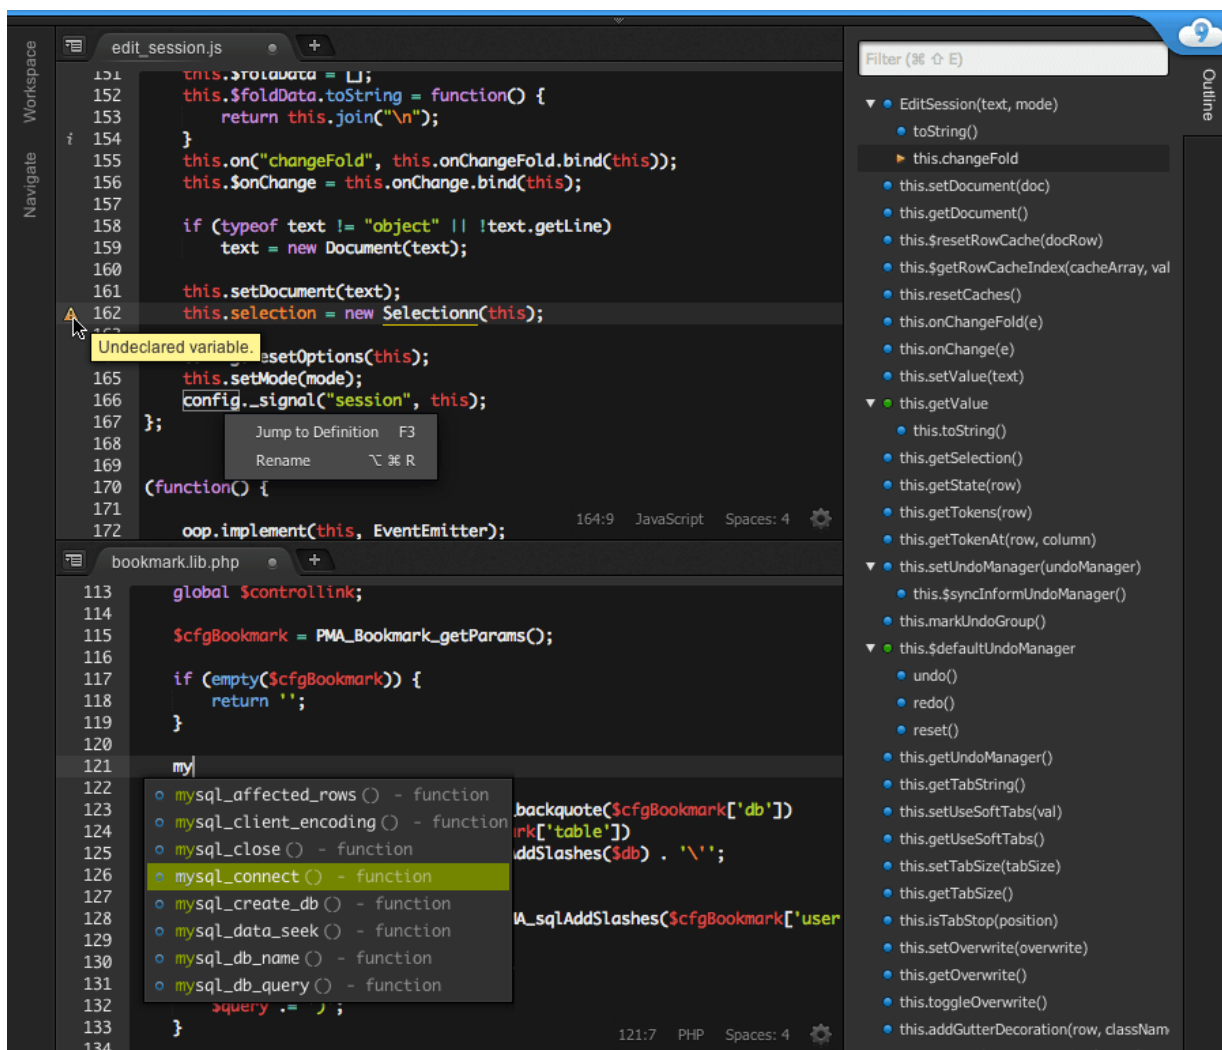 Workspace
Navigate
edit_session.js
151 this.$foldData = [];
152 this.$foldData.toString = function() {
153 return this.join("\n");
i 154 }
155 this.on("changeFold", this.onChangeFold.bind(this));
156 this.$onChange = this.onChange.bind(this);
157
158 if (typeof text != "object" || !text.getLine)
159 text = new Document(text);
160
161 this.setDocument(text);
162 this.selection = new Selectionn(this);
163
Undeclared variable.
esetOptions(this);
165 this.setMode(mode);
166 config._signal("session", this);
167 };
Jump to Definition F3
168
Rename ⌥ ⌘ R
169
170 (function() {
171
172 oop.implement(this, EventEmitter);
164:9 JavaScript Spaces: 4
bookmark.lib.php
113 global $controllink;
114
115 $cfgBookmark = PMA_Bookmark_getParams();
116
117 if (empty($cfgBookmark)) {
118 return '';
119 }
120
121 my
122
mysql_affected_rows() - function
123 _backquote($cfgBookmark['db'])
mysql_client_encoding() - function
124 rk['table'])
mysql_close() - function
125 ddSlashes($db) . '\'';
mysql_connect() - function
126
mysql_create_db() - function
127
128 MA_sqlAddSlashes($cfgBookmark['user
mysql_data_seek() - function
129
mysql_db_name() - function
130
mysql_db_query() - function
131
132 $query .= ')';
133 }
134
121:7 PHP Spaces: 4
9
Outline
Filter (⌘ ⇧ E)
EditSession(text, mode)
toString()
this.changeFold
this.setDocument(doc)
this.getDocument()
this.$resetRowCache(docRow)
this.$getRowCacheIndex(cacheArray, val
this.resetCaches()
this.onChangeFold(e)
this.onChange(e)
this.setValue(text)
this.getValue
this.toString()
this.getSelection()
this.getState(row)
this.getTokens(row)
this.getTokenAt(row, column)
this.setUndoManager(undoManager)
this.$syncInformUndoManager()
this.markUndoGroup()
this.$defaultUndoManager
undo()
redo()
reset()
this.getUndoManager()
this.getTabString()
this.setUseSoftTabs(val)
this.getUseSoftTabs()
this.setTabSize(tabSize)
this.getTabSize()
this.isTabStop(position)
this.setOverwrite(overwrite)
this.getOverwrite()
this.toggleOverwrite()
this.addGutterDecoration(row, classNam